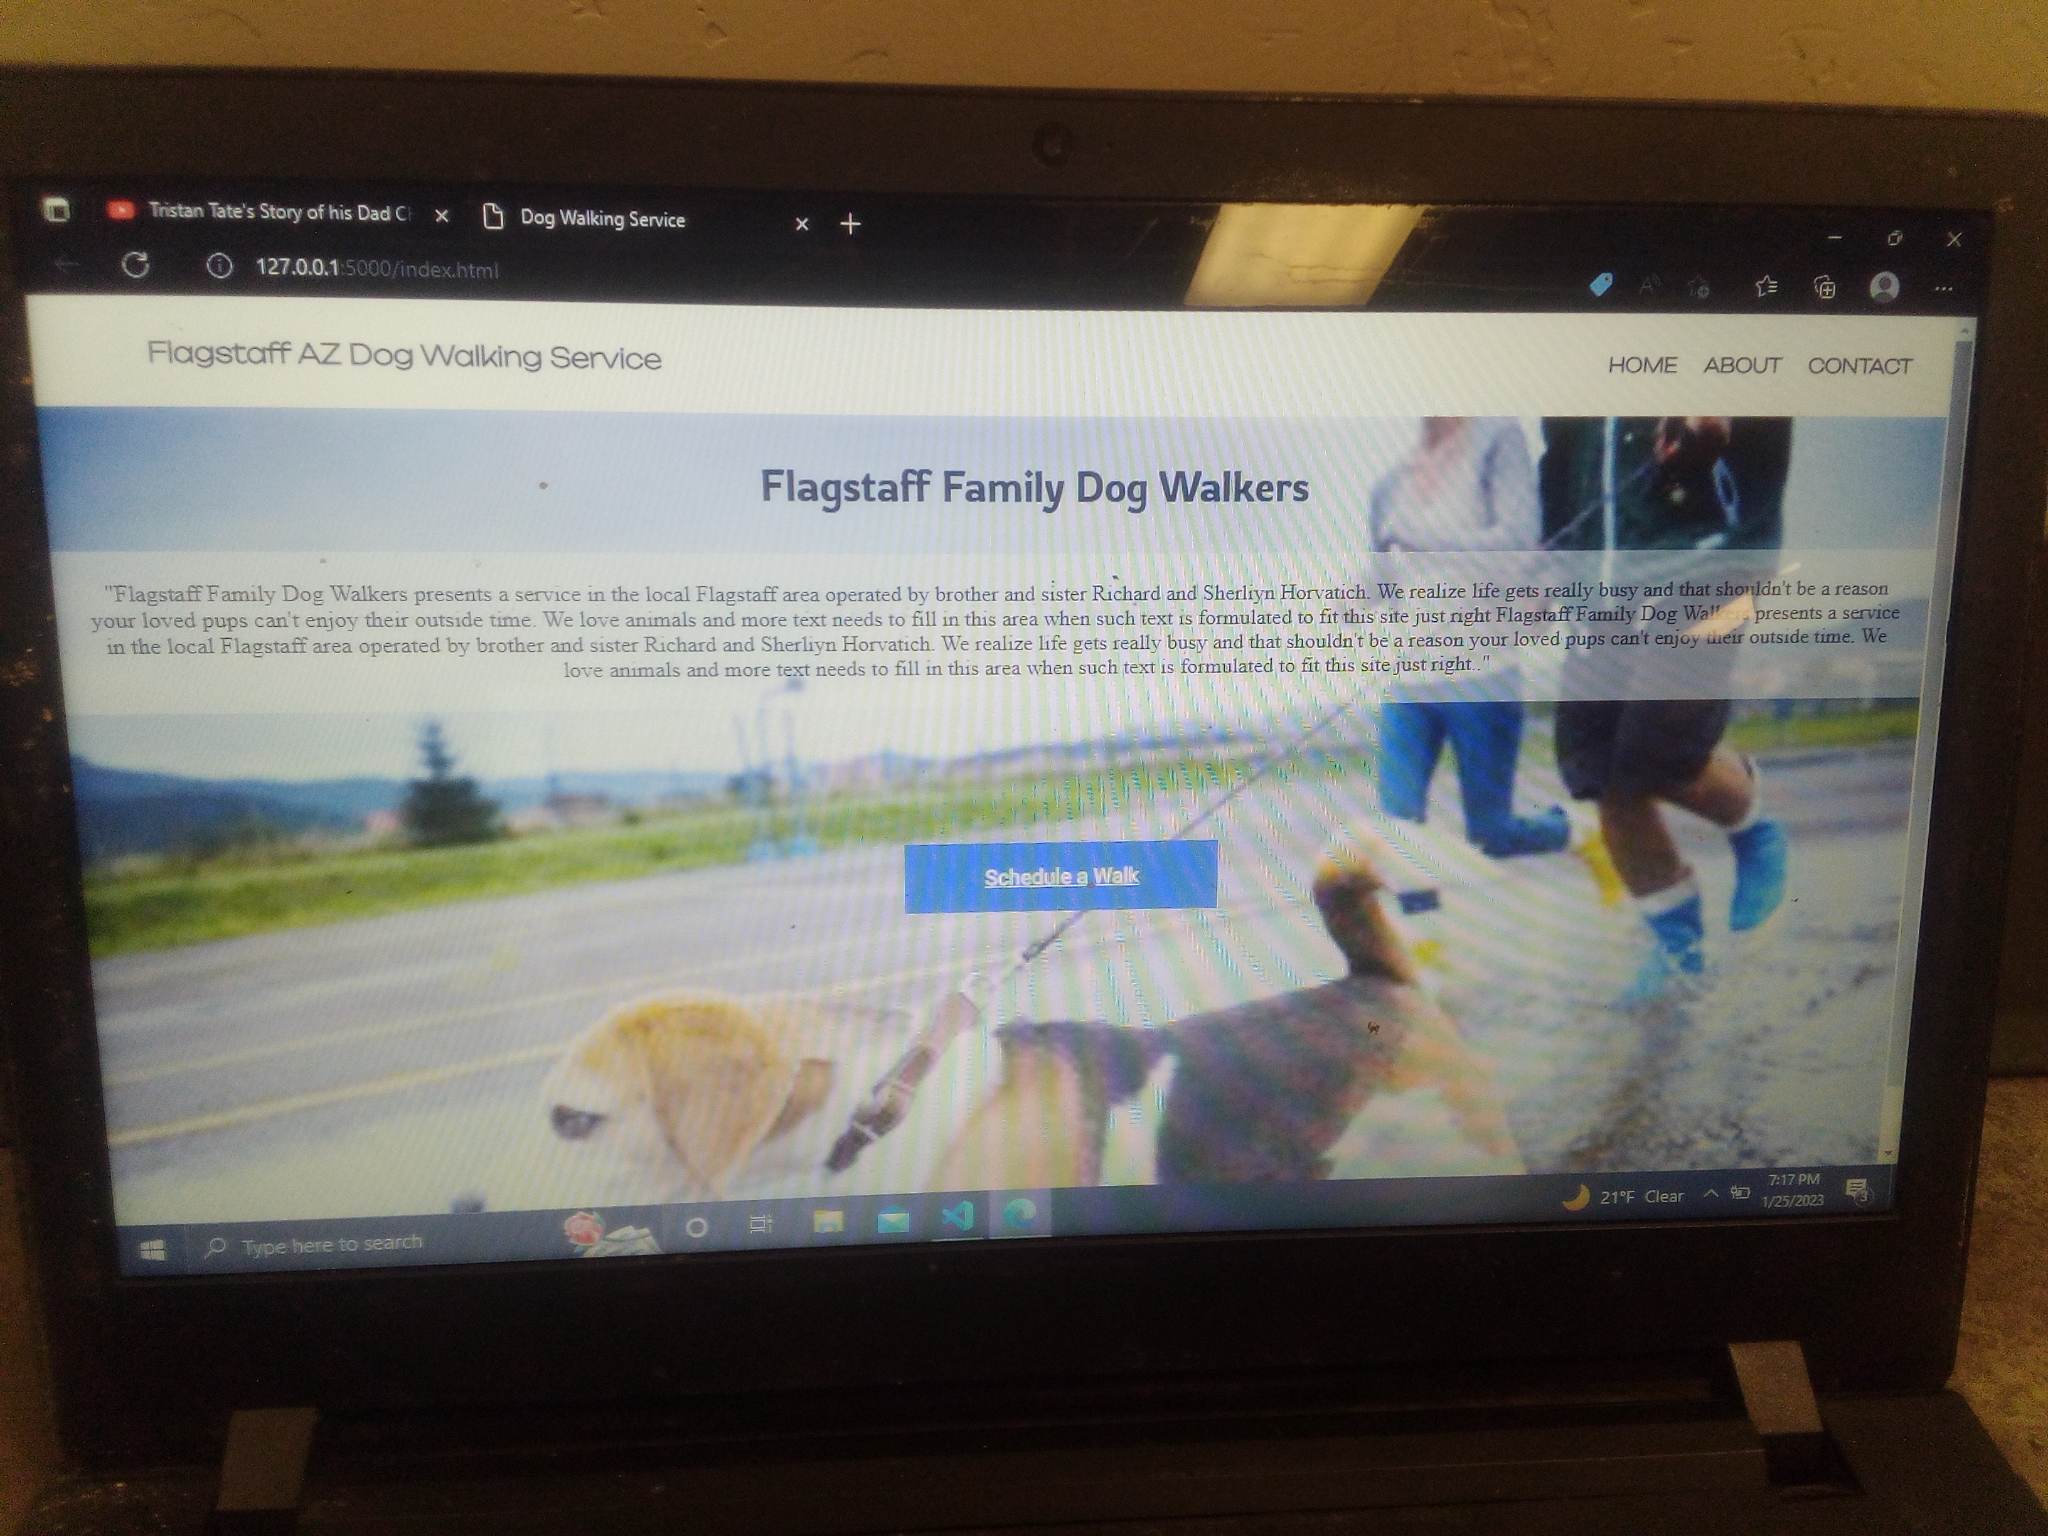 Tristan Tate's Story of his Dad Cl
Dog Walking Service
127.0.0.1:5000/index.html
Flagstaff AZ Dog Walking Service
HOME ABOUT CONTACT
Flagstaff Family Dog Walkers
"Flagstaff Family Dog Walkers presents a service in the local Flagstaff area operated by brother and sister Richard and Sherliyn Horvatich. We realize life gets really busy and that shouldn't be a reason
your loved pups can't enjoy their outside time. We love animals and more text needs to fill in this area when such text is formulated to fit this site just right Flagstaff Family Dog Walkers presents a service
in the local Flagstaff area operated by brother and sister Richard and Sherliyn Horvatich. We realize life gets really busy and that shouldn't be a reason your loved pups can't enjoy their outside time. We
love animals and more text needs to fill in this area when such text is formulated to fit this site just right.."
Schedule a Walk
Type here to search
21°F Clear
7:17 PM
1/25/2023
3